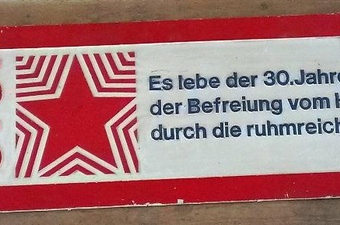 Es lebe der 30.Jahre
der Befreiung vom H
durch die ruhmreich